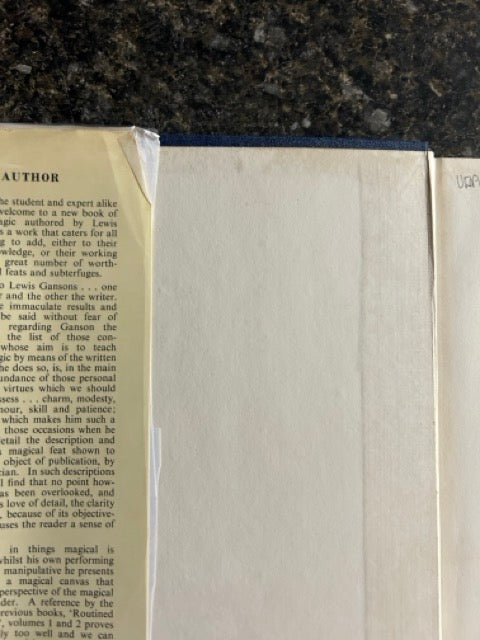 AUTHOR
he student and expert alike
welcome to a new book of
agic authored by Lewis
s a work that caters for all
g to add, either to their
wledge, or their working
great number of worth-
l feats and subterfuges.
o Lewis Gansons . . . one
r and the other the writer.
e immaculate results and
be said without fear of
regarding Ganson the
the list of those con-
whose aim is to teach
gic by means of the written
he does so, is, in the main
undance of those personal
virtues which we should
ssess . . . charm, modesty,
nour, skill and patience;
which makes him such a
those occasions when he
etail the description and
magical feat shown to
object of publication, by
cian. In such descriptions
l find that no point how-
as been overlooked, and
s love of detail, the clarity
, because of its objective-
uses the reader a sense of
in things magical is
whilst his own performing
manipulative he presents
a magical canvas that
perspective of the magical
der. A reference by the
revious books, 'Routined
', volumes 1 and 2 proves
ly too well and we can